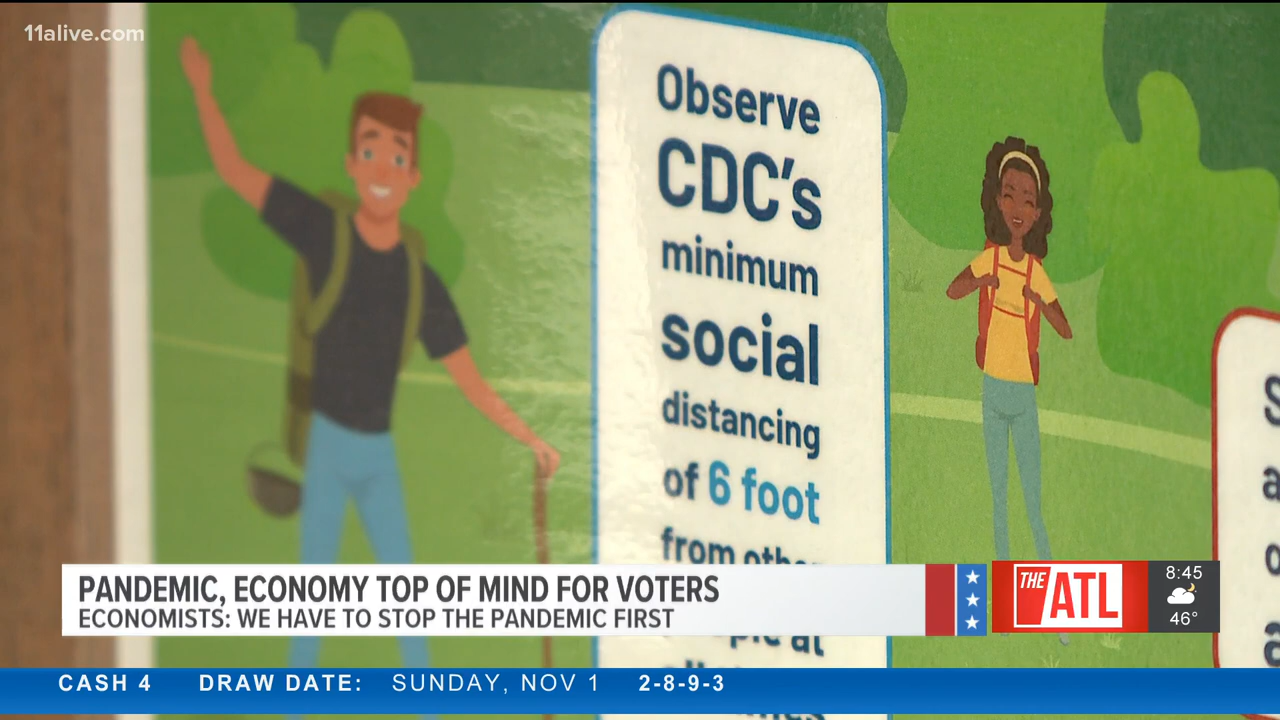 11alive.com
Observe
CDC's
minimum
social
distancing
of 6 foot
from
at
PANDEMIC, ECONOMY TOP OF MIND FOR VOTERS
ECONOMISTS: WE HAVE TO STOP THE PANDEMIC FIRST
THE ATL
8:45
46°
CASH 4 DRAW DATE: SUNDAY, NOV 1 2-8-9-3